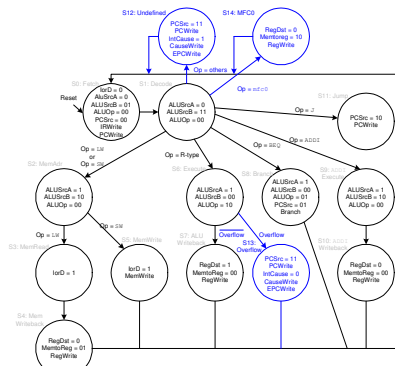 S12: Undefined
PCSrc = 11
PCWrite
IntCause = 1
CauseWrite
EPCWrite
S14: MFC0
RegDst = 0
Memtoreg = 10
RegWrite
Op = others
Op = mfc0
S0: Fetch
Reset
IorD = 0
AluSrcA = 0
ALUSrcB = 01
ALUOp = 00
PCSrc = 00
IRWrite
PCWrite
S1: Decode
ALUSrcA = 0
ALUSrcB = 11
ALUOp = 00
S11: Jump
PCSrc = 10
PCWrite
Op = J
Op = ADDI
Op = BEQ
Op = R-type
Op = LW
or
Op = SW
S2: MemAdr
ALUSrcA = 1
ALUSrcB = 10
ALUOp = 00
S6: Execute
ALUSrcA = 1
ALUSrcB = 00
ALUOp = 10
S8: Branch
ALUSrcA = 1
ALUSrcB = 00
ALUOp = 01
PCSrc = 01
Branch
S9: ADDI
Execute
ALUSrcA = 1
ALUSrcB = 10
ALUOp = 00
Op = LW
Op = SW
S3: MemRead
IorD = 1
S5: MemWrite
IorD = 1
MemWrite
Overflow
Overflow
S7: ALU
Writeback
RegDst = 1
MemtoReg = 00
RegWrite
S13:
Overflow
PCSrc = 11
PCWrite
IntCause = 0
CauseWrite
EPCWrite
S10: ADDI
Writeback
RegDst = 0
MemtoReg = 00
RegWrite
S4: Mem
Writeback
RegDst = 0
MemtoReg = 01
RegWrite